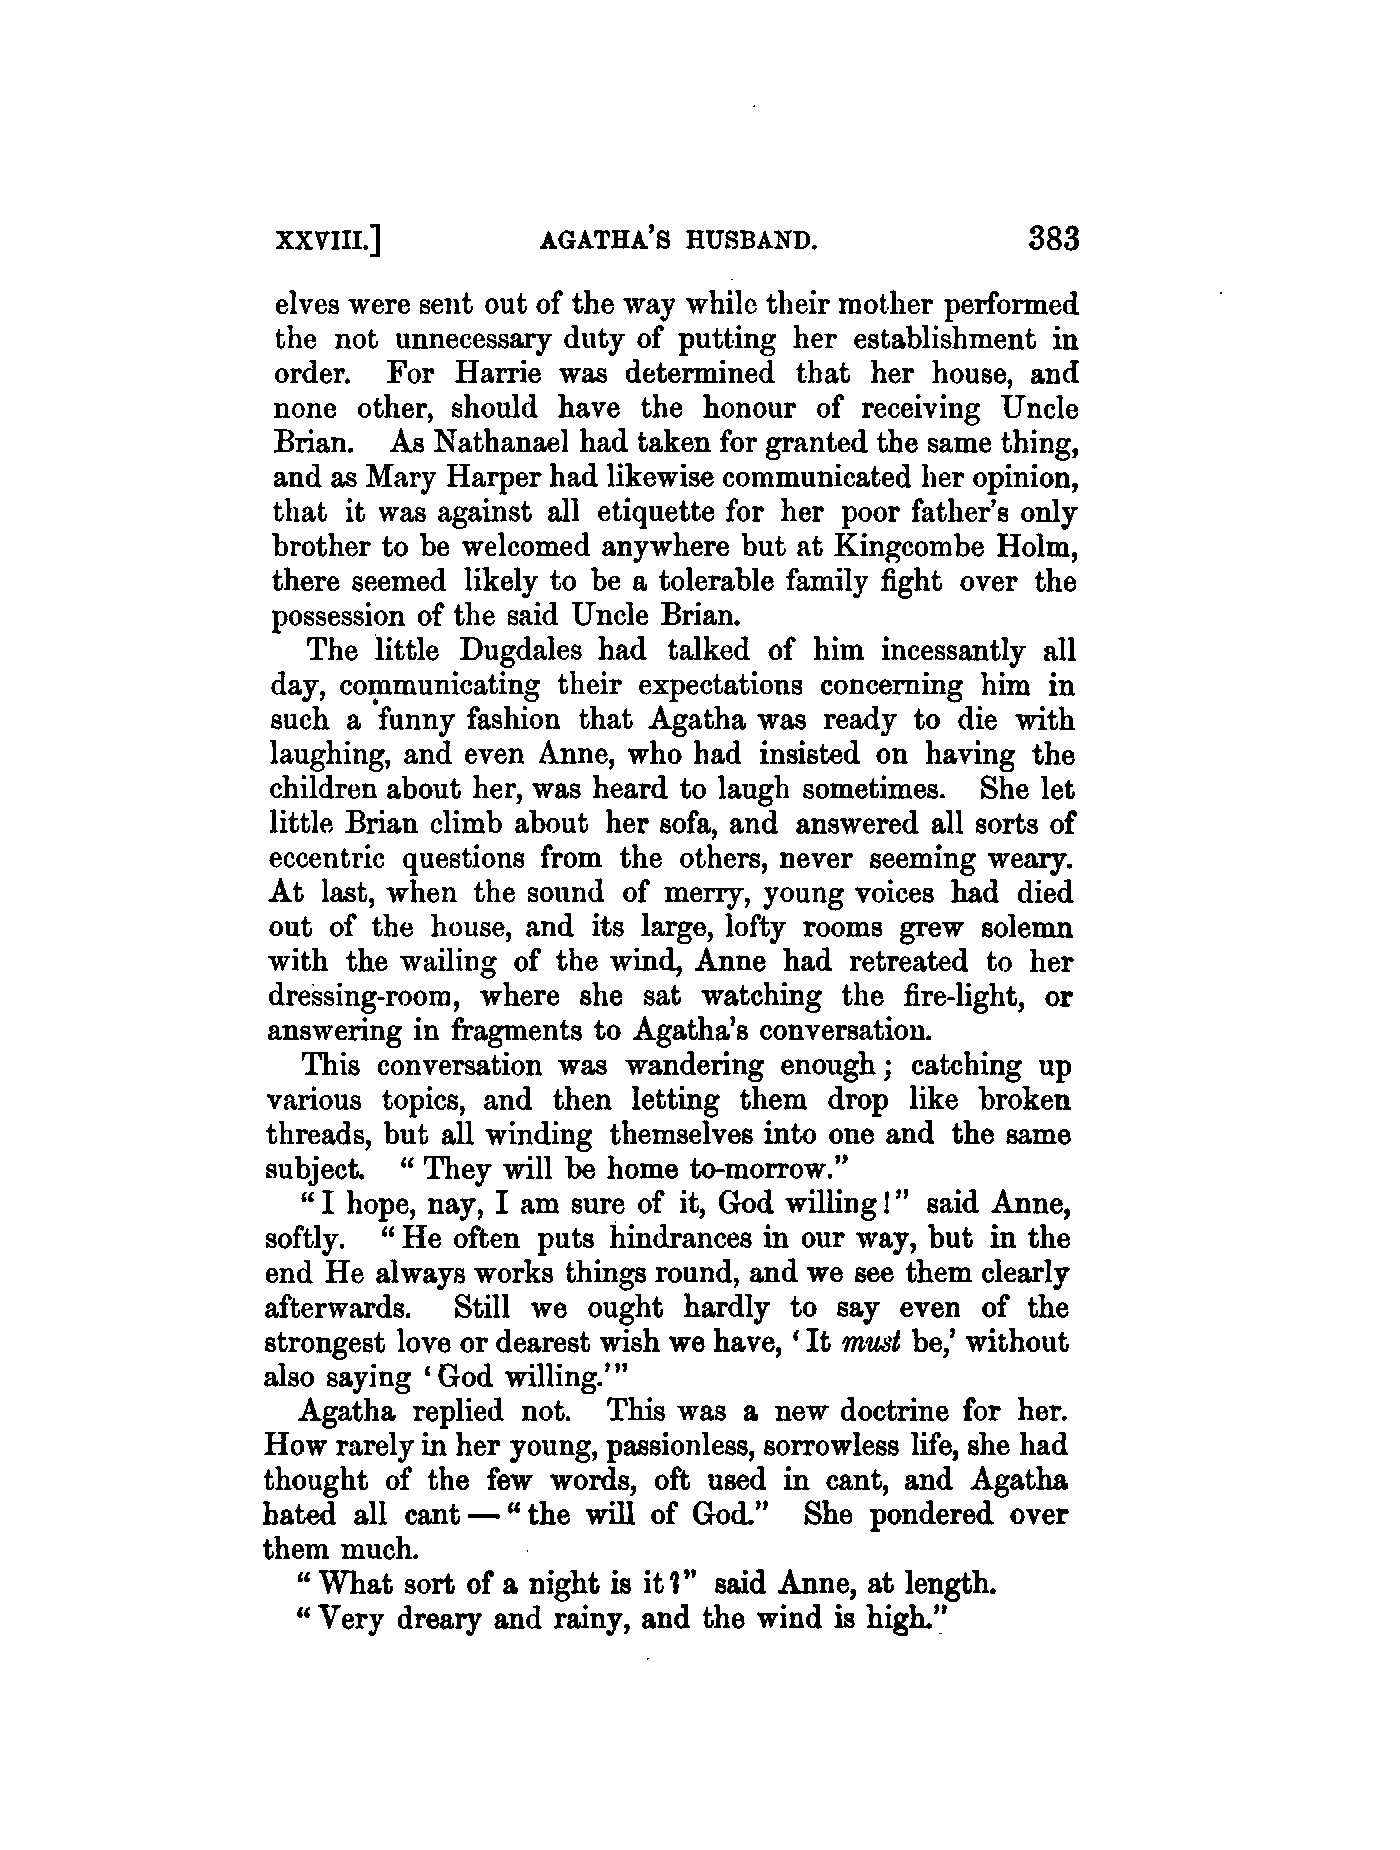 XXVIII.] AGATHA'S HUSBAND. 383
elves were sent out of the way while their mother performed
the not unnecessary duty of putting her establishment in
order. For Harrie was determined that her house, and
none other, should have the honour of receiving Uncle
Brian. As Nathanael had taken for granted the same thing,
and as Mary Harper had likewise communicated her opinion,
that it was against all etiquette for her poor father's only
brother to be welcomed anywhere but at Kingcombe Holm,
there seemed likely to be a tolerable family fight over the
possession of the said Uncle Brian.
The little Dugdales had talked of him incessantly all
day, communicating their expectations concerning him in
such a funny fashion that Agatha was ready to die with
laughing, and even Anne, who had insisted on having the
children about her, was heard to laugh sometimes. She let
little Brian climb about her sofa, and answered all sorts of
eccentric questions from the others, never seeming weary.
At last, when the sound of merry, young voices had died
out of the house, and its large, lofty rooms grew solemn
with the wailing of the wind, Anne had retreated to her
dressing-room, where she sat watching the fire-light, or
answering in fragments to Agatha's conversation.
This conversation was wandering enough; catching up
various topics, and then letting them drop like broken
threads, but all winding themselves into one and the same
subject. "They will be home to-morrow."
"I hope, nay, I am sure of it, God willing!" said Anne,
softly. "He often puts hindrances in our way, but in the
end He always works things round, and we see them clearly
afterwards. Still we ought hardly to say even of the
strongest love or dearest wish we have, 'It must be,' without
also saying 'God willing.'"
Agatha replied not. This was a new doctrine for her.
How rarely in her young, passionless, sorrowless life, she had
thought of the few words, oft used in cant, and Agatha
hated all cant — "the will of God." She pondered over
them much.
"What sort of a night is it?" said Anne, at length.
"Very dreary and rainy, and the wind is high."